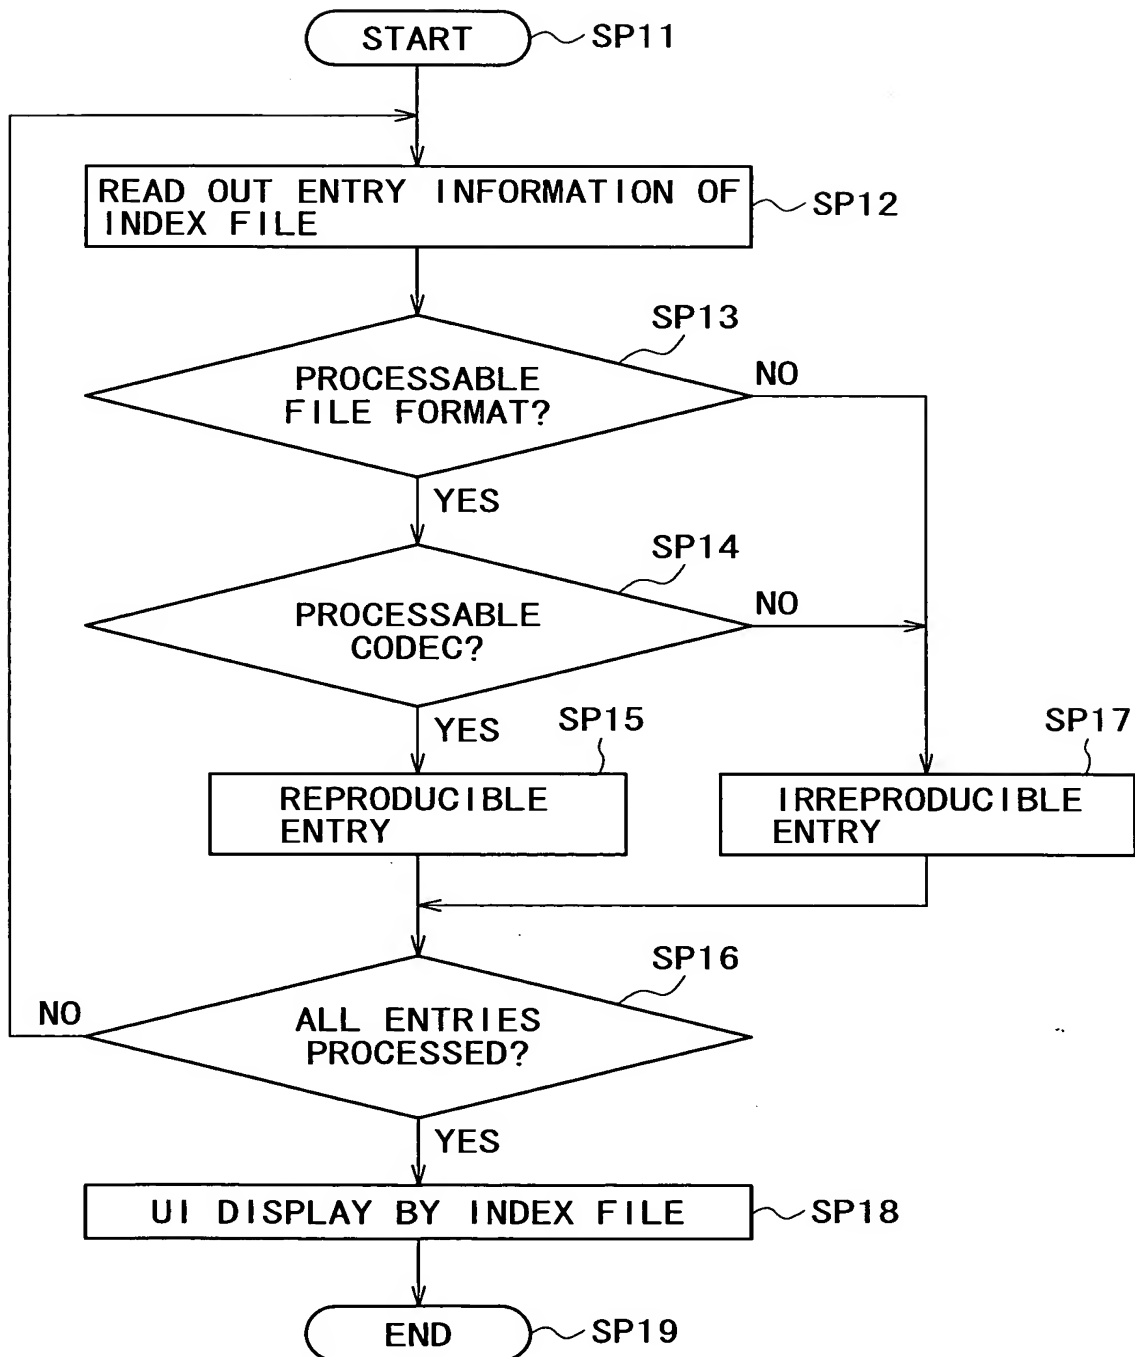 START
SP11
READ OUT ENTRY INFORMATION OF
INDEX FILE
SP12
SP13
PROCESSABLE
FILE FORMAT?
NO
YES
SP14
PROCESSABLE
CODEC?
NO
YES
SP15
REPRODUCIBLE
ENTRY
SP17
IRREPRODUCIBLE
ENTRY
SP16
ALL ENTRIES
PROCESSED?
NO
YES
UI DISPLAY BY INDEX FILE
SP18
END
SP19